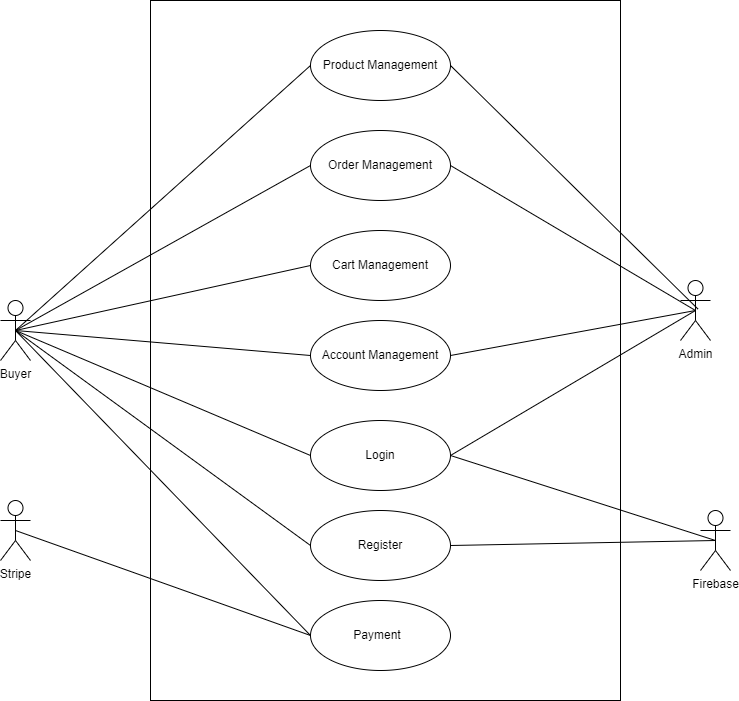 Product Management
Order Management
Cart Management
Account Management
Login
Register
Payment
Buyer
Stripe
Admin
Firebase